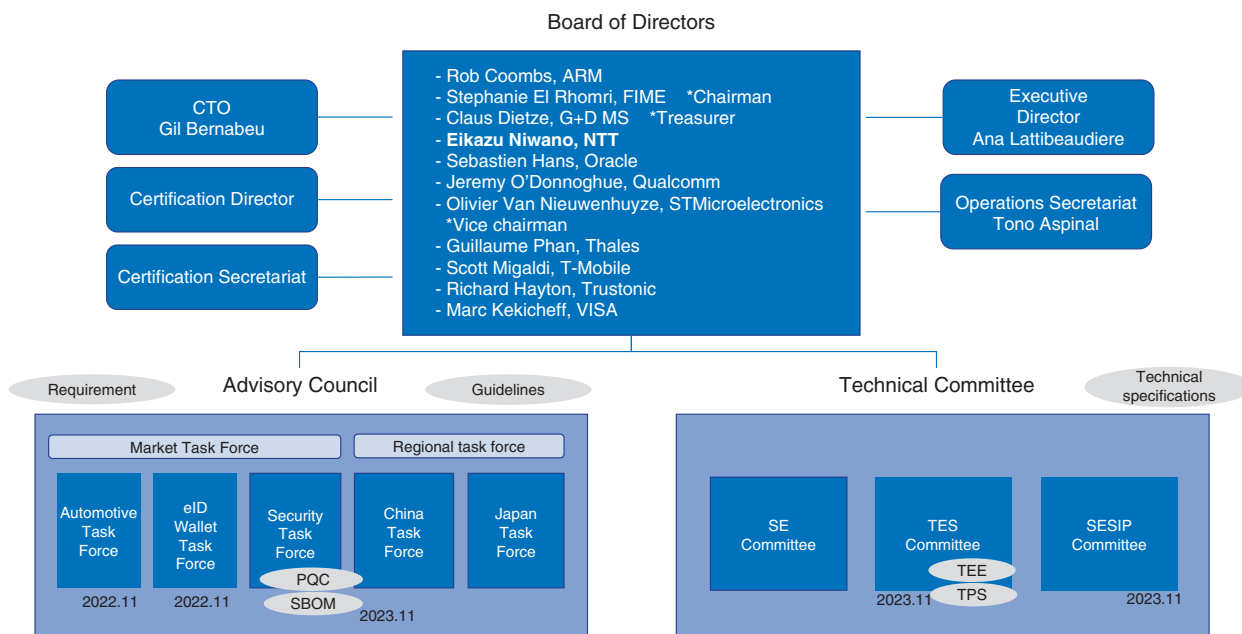 Board of Directors
CTO
Gil Bernabeu
Certification Director
Certification Secretariat
- Rob Coombs, ARM
- Stephanie El Rhomri, FIME *Chairman
- Claus Dietze, G+D MS *Treasurer
- Eikazu Niwano, NTT
- Sebastien Hans, Oracle
- Jeremy O'Donnoghue, Qualcomm
- Olivier Van Nieuwenhuyze, STMicroelectronics
*Vice chairman
- Guillaume Phan, Thales
- Scott Migaldi, T-Mobile
- Richard Hayton, Trustonic
- Marc Kekicheff, VISA
Executive
Director
Ana Lattibeaudiere
Operations Secretariat
Tono Aspinal
Requirement
Advisory Council
Guidelines
Market Task Force
Regional task force
Automotive
Task
Force
2022.11
eID
Wallet
Task
Force
2022.11
Security
Task
Force
PQC
SBOM
2023.11
China
Task
Force
Japan
Task
Force
Technical Committee
Technical
specifications
SE
Committee
TES
Committee
TEE
TPS
2023.11
SESIP
Committee
2023.11